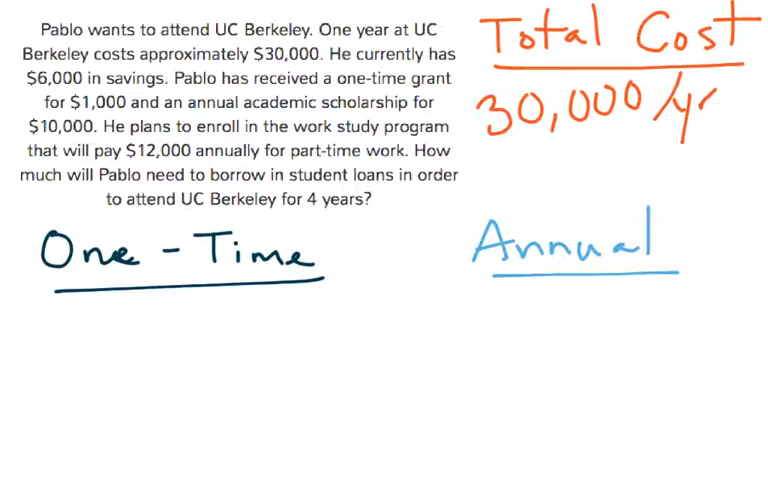 Pablo wants to attend UC Berkeley. One year at UC
Berkeley costs approximately $30,000. He currently has
$6,000 in savings. Pablo has received a one-time grant
for $1,000 and an annual academic scholarship for
$10,000. He plans to enroll in the work study program
that will pay $12,000 annually for part-time work. How
much will Pablo need to borrow in student loans in order
to attend UC Berkeley for 4 years?
Total Cost
30,000/yr
One-Time
Annual